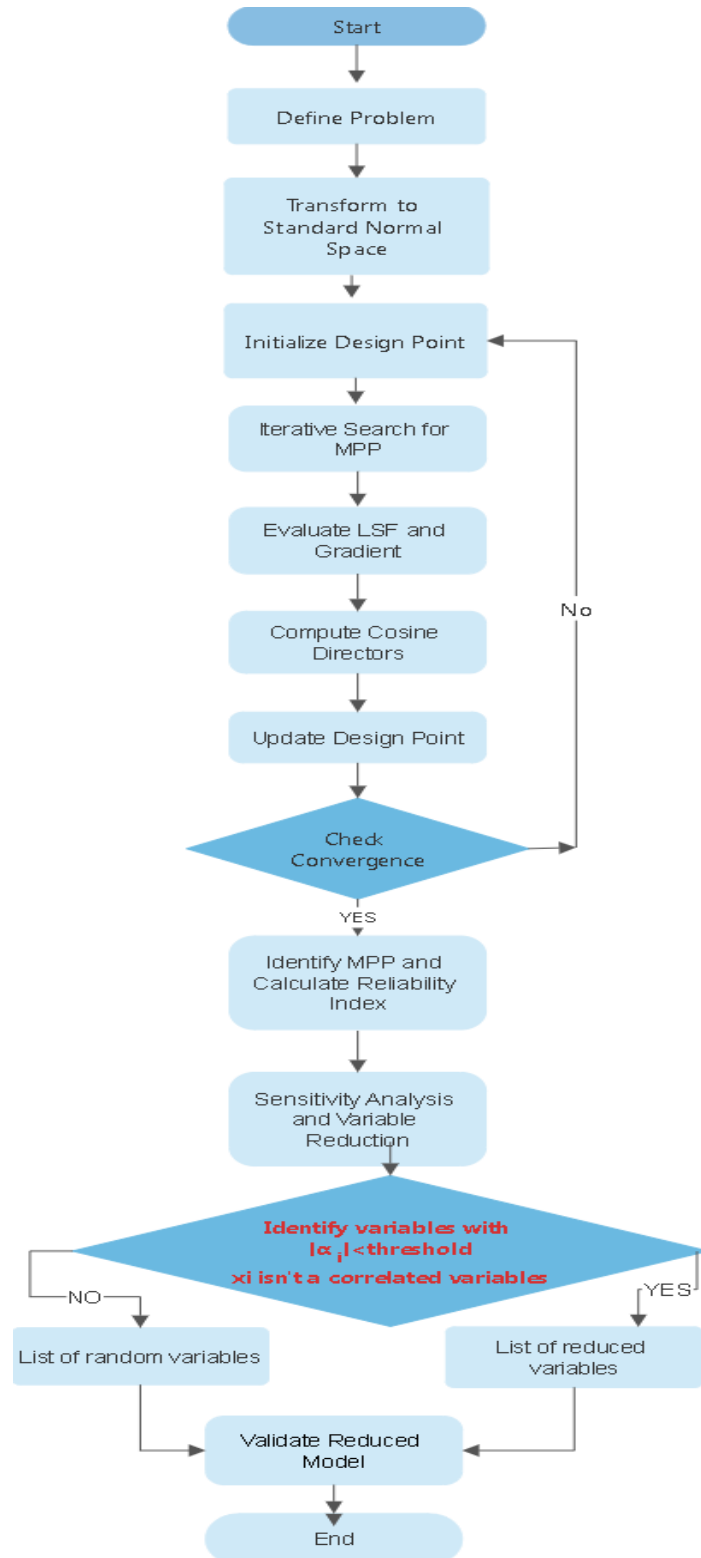 Start
Define Problem
Transform to
Standard Normal
Space
Initialize Design Point
Iterative Search for
MPP
Evaluate LSF and
Gradient
No
Compute Cosine
Directors
Update Design Point
Check
Convergence
YES
Identify MPP and
Calculate Reliability
Index
Sensitivity Analysis
and Variable
Reduction
Identify variables with
|α i|<threshold
xi isn't a correlated variables
NO
YES
List of random variables
List of reduced
variables
Validate Reduced
Model
End